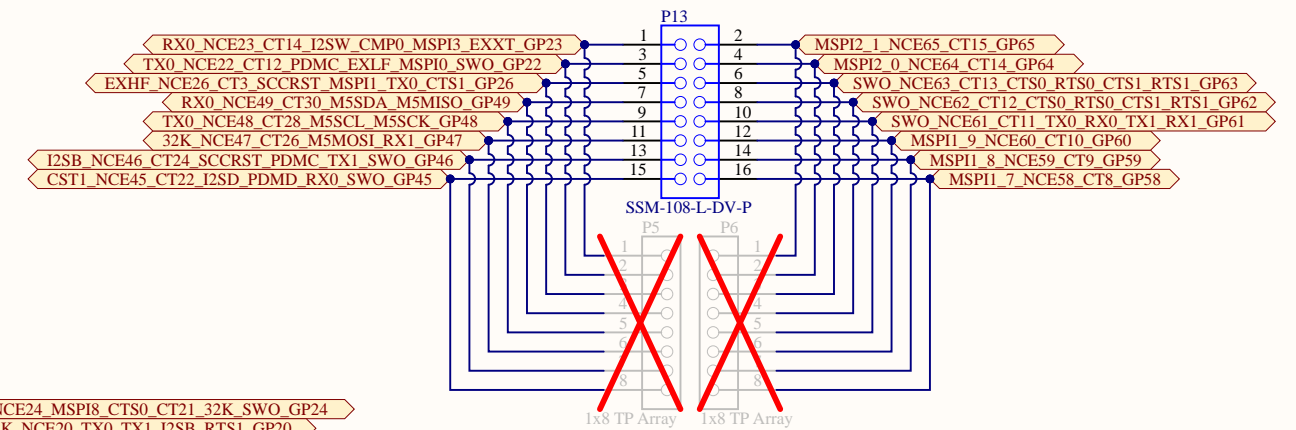 P13
RX0_NCE23_CT14_I2SW_CMP0_MSPI3_EXXT_GP23 1 2 MSPI2_1_NCE65_CT15_GP65
TX0_NCE22_CT12_PDMC_EXLF_MSPI0_SWO_GP22 3 4 MSPI2_0_NCE64_CT14_GP64
EXHF_NCE26_CT3_SCCRST_MSPI1_TX0_CTS1_GP26 5 6 SWO_NCE63_CT13_CTS0_RTS0_CTS1_RTS1_GP63
RX0_NCE49_CT30_M5SDA_M5MISO_GP49 7 8 SWO_NCE62_CT12_CTS0_RTS0_CTS1_RTS1_GP62
TX0_NCE48_CT28_M5SCL_M5SCK_GP48 9 10 SWO_NCE61_CT11_TX0_RX0_TX1_RX1_GP61
32K_NCE47_CT26_M5MOSI_RX1_GP47 11 12 MSPI1_9_NCE60_CT10_GP60
I2SB_NCE46_CT24_SCCRST_PDMC_TX1_SWO_GP46 13 14 MSPI1_8_NCE59_CT9_GP59
CST1_NCE45_CT22_I2SD_PDMD_RX0_SWO_GP45 15 16 MSPI1_7_NCE58_CT8_GP58
SSM-108-L-DV-P
P5 P6
1 1
2 2
4 4
5 5
6 6
8 8
1x8 TP Array 1x8 TP Array
NCE24_MSPI8_CTS0_CT21_32K_SWO_GP24
K_NCE20_TX0_TX1_I2SB_RTS1_GP20